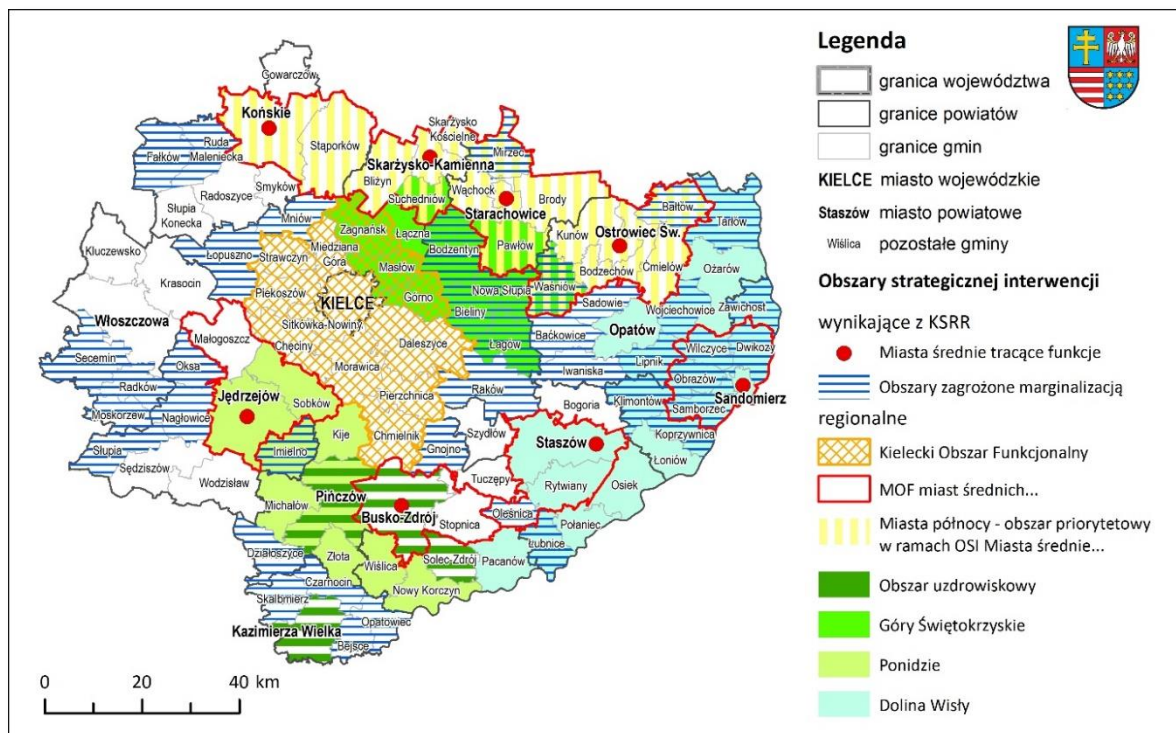 Gowarczów
Końskie
Stąporków
Ruda
Maleniecka
Fałków
Skarżysko
Kościelne
Mirzec
Skarżysko-Kamienna
Bliżyn
Suchedniów
Wąchock
Brody
Starachowice
Radoszyce
Smyków
Słupia
Konecka
Mniów
Zagnańsk
Łączna
Bodzentyn
Pawłów
Kunów
Ostrowiec Św.
Bałtów
Tarłów
Bodzechów
Ćmielów
Ożarów
Kluczewsko
Łopuszno
Strawczyn
Miedziana
Góra
Masłów
Krasocin
Piekoszów
KIELCE
Górno
Nowa Słupia
Waśniów
Sadowie
Wojciechowice
Zawichost
Bieliny
Włoszczowa
Sitkówka-Nowiny
Baćkowice
Opatów
Małogoszcz
Chęciny
Daleszyce
Łagów
Wilczyce
Dwikozy
Secemin
Oksa
Morawica
Iwaniska
Lipnik
Obrazów
Radków
Pierzchnica
Raków
Klimontów
Sandomierz
Jędrzejów
Sobków
Bogoria
Samborzec
Moskorzew
Nagłowice
Kije
Chmielnik
Szydłów
Staszów
Koprzywnica
Słupia
Imielno
Gnojno
Łoniów
Sędziszów
Wodzisław
Pińczów
Tuczępy
Rytwiany
Osiek
Michałów
Busko-Zdrój
Stopnica
Oleśnica
Połaniec
Działoszyce
Złota
Wiślica
Solec-Zdrój
Pacanów
Łubnice
Czarnocin
Nowy Korczyn
Skalbmierz
Opatowiec
Kazimierza Wielka
Bejsce
0 20 40 km
Legenda
granica województwa
granice powiatów
granice gmin
KIELCE miasto wojewódzkie
Staszów miasto powiatowe
Wiślica pozostałe gminy
Obszary strategicznej interwencji
wynikające z KSRR
Miasta średnie tracące funkcje
Obszary zagrożone marginalizacją
regionalne
Kielecki Obszar Funkcjonalny
MOF miast średnich...
Miasta północy - obszar priorytetowy
w ramach OSI Miasta średnie...
Obszar uzdrowiskowy
Góry Świętokrzyskie
Ponidzie
Dolina Wisły